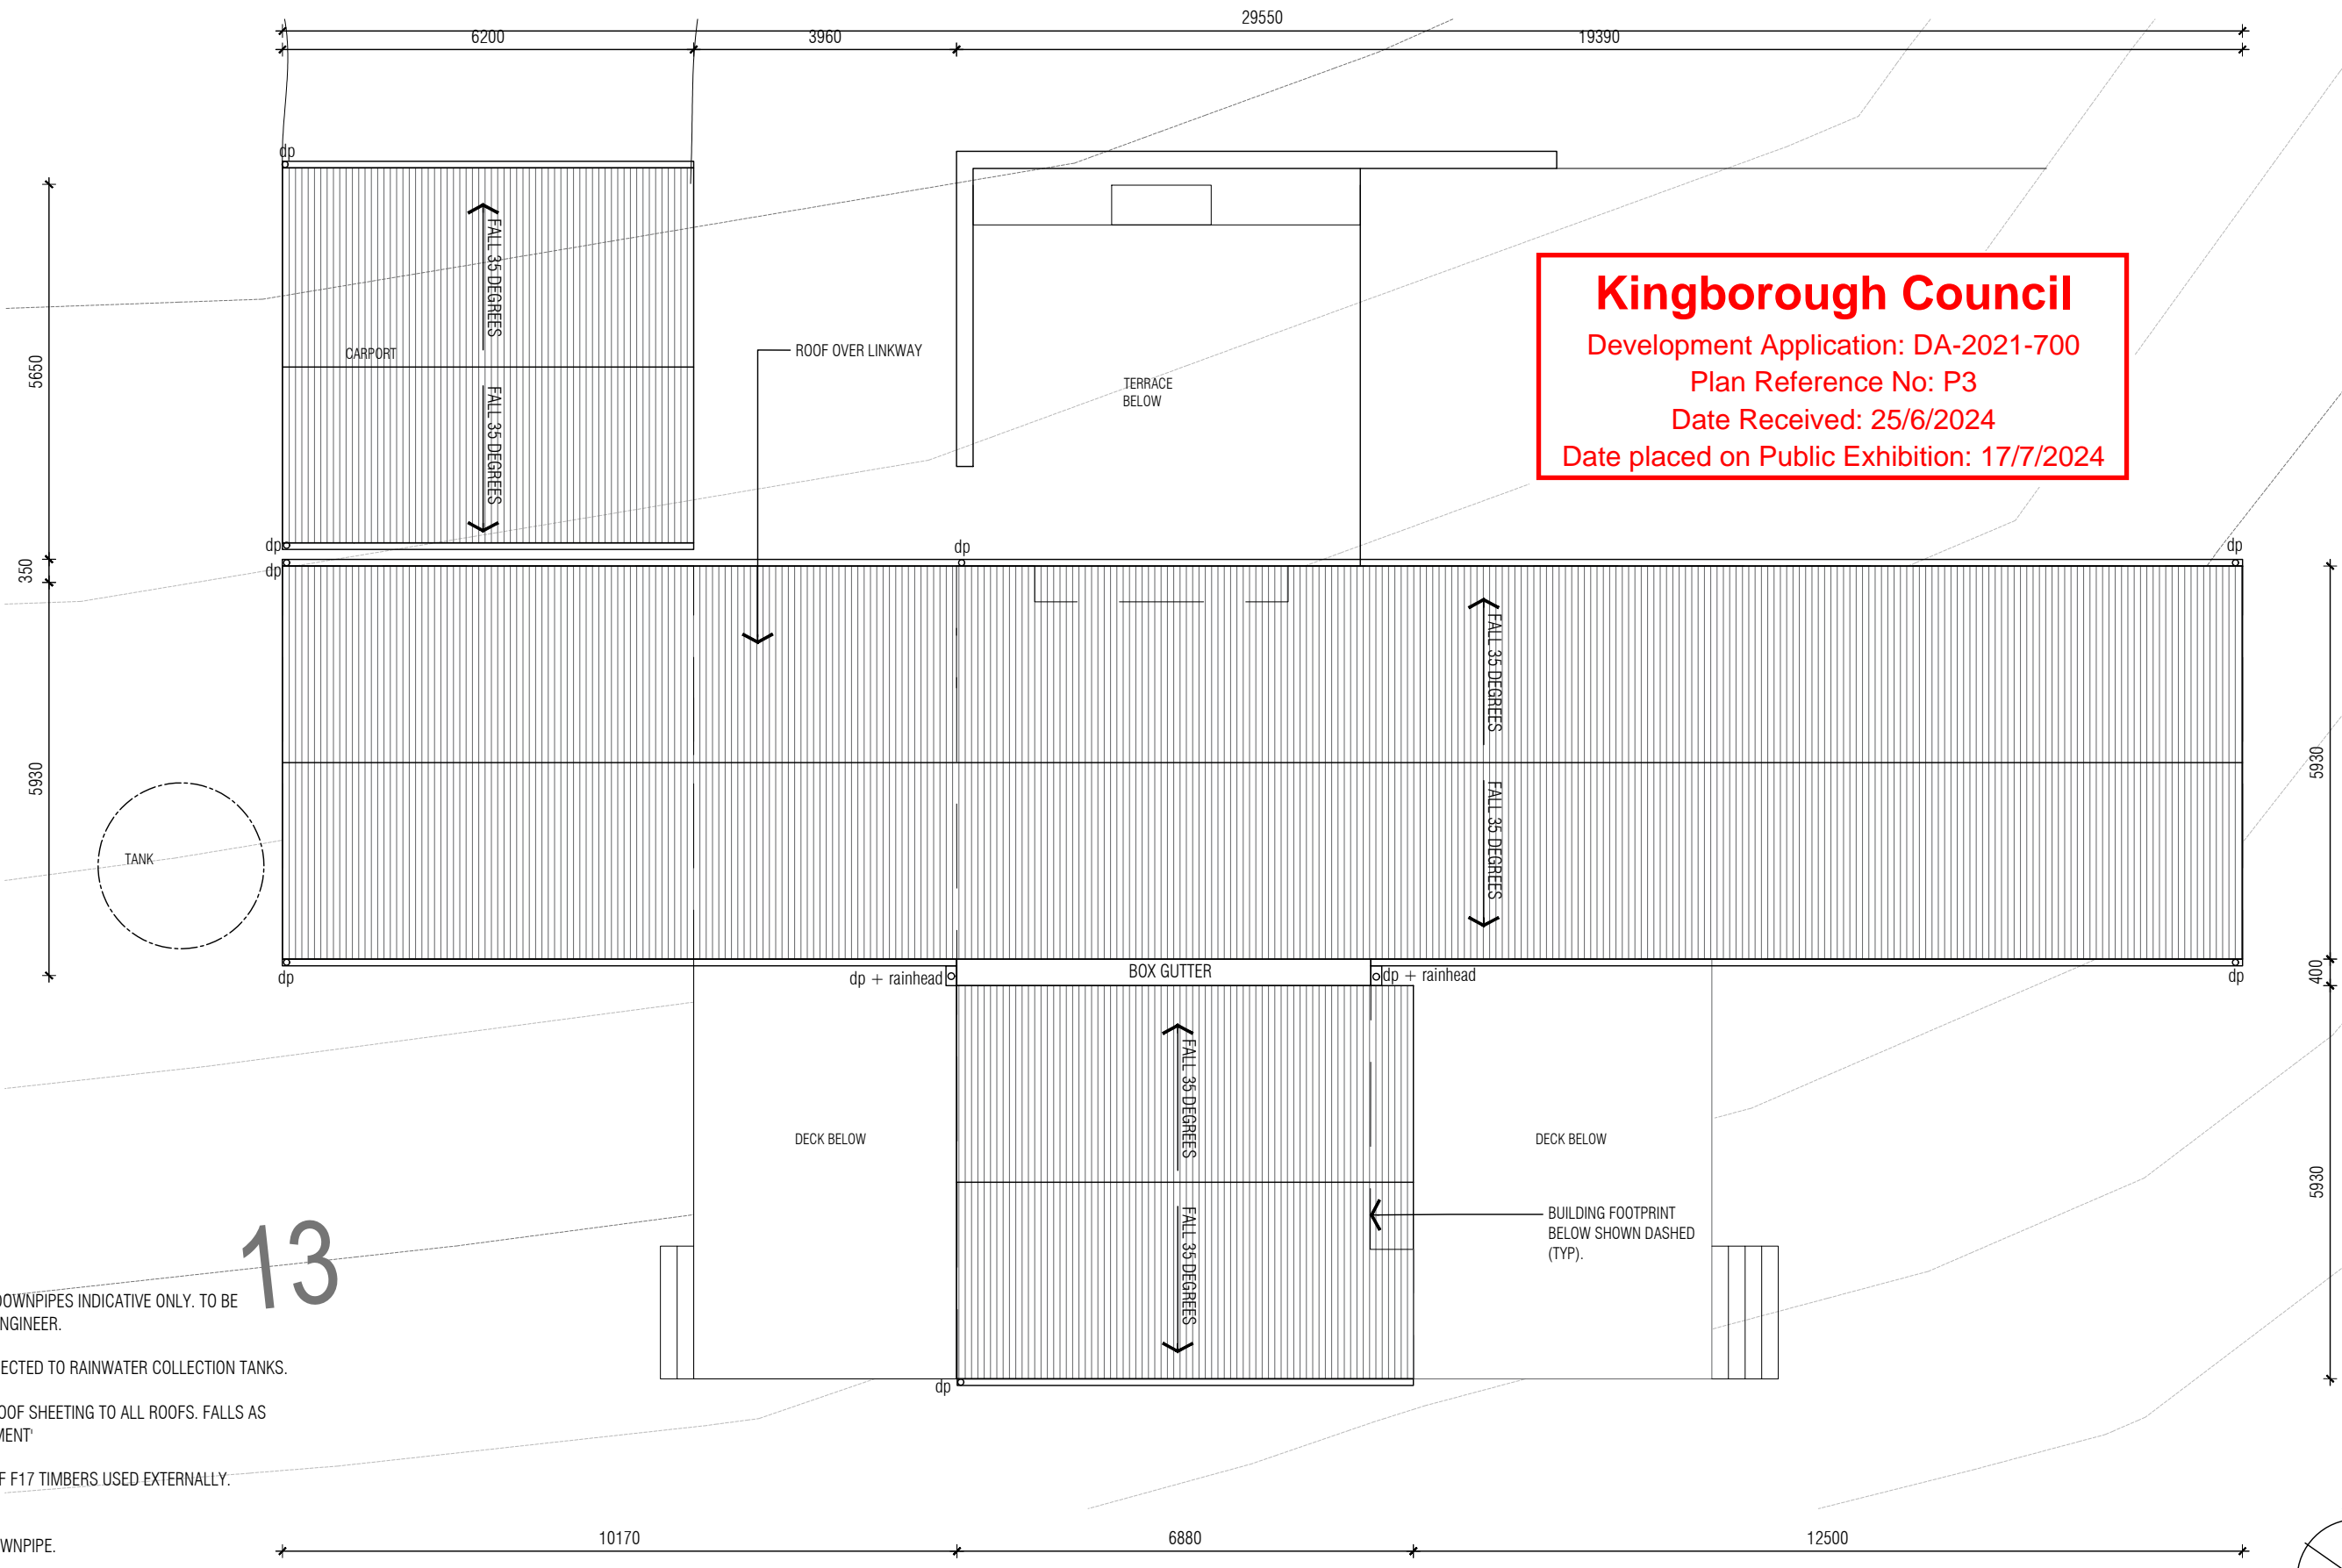 29550
6200
3960
19390
dp
FALL 35 DEGREES
CARPORT
FALL 35 DEGREES
5650
ROOF OVER LINKWAY
TERRACE
BELOW
Kingborough Council
Development Application: DA-2021-700
Plan Reference No: P3
Date Received: 25/6/2024
Date placed on Public Exhibition: 17/7/2024
dp
dp
dp
dp
350
FALL 35 DEGREES
FALL 35 DEGREES
5930
5930
TANK
dp
dp + rainhead
BOX GUTTER
dp + rainhead
dp
400
FALL 35 DEGREES
FALL 35 DEGREES
DECK BELOW
DECK BELOW
BUILDING FOOTPRINT
BELOW SHOWN DASHED
(TYP).
5930
13
DOWNPIPES INDICATIVE ONLY. TO BE
NGINEER.
ECTED TO RAINWATER COLLECTION TANKS.
OOF SHEETING TO ALL ROOFS. FALLS AS
MENT'
F F17 TIMBERS USED EXTERNALLY.
WNPIPE.
dp
10170
6880
12500